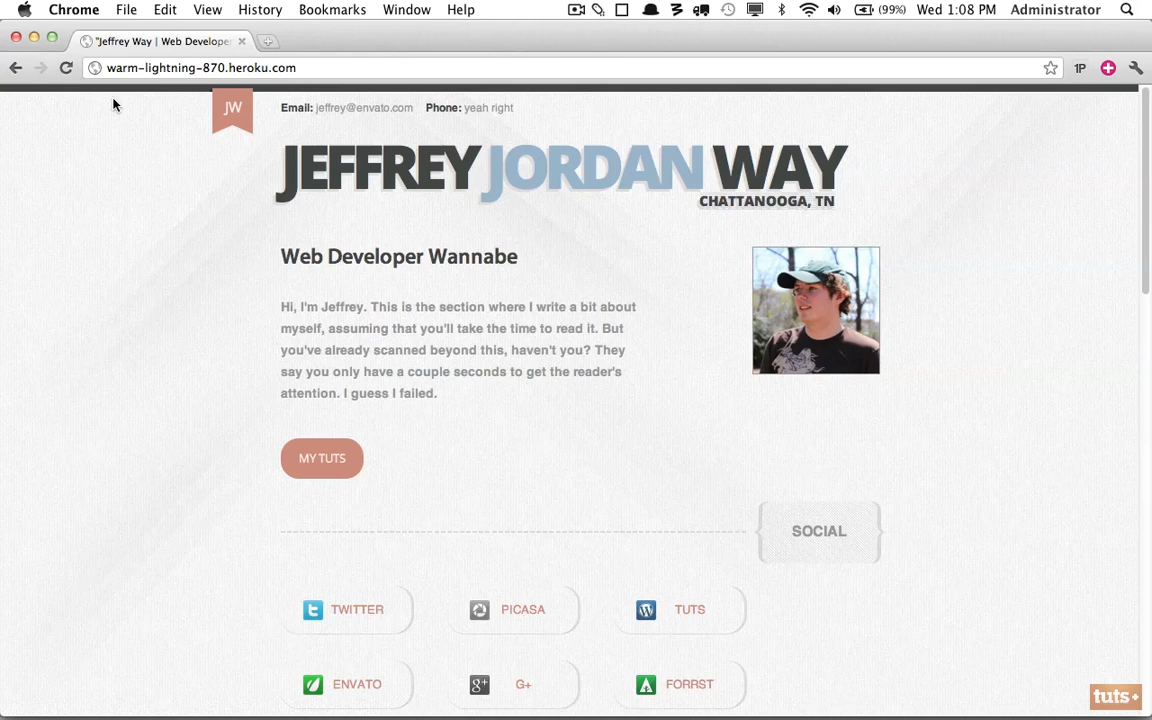 Chrome File Edit View History Bookmarks Window Help (99%) Wed 1:08 PM Administrator
"Jeffrey Way | Web Develope
warm-lightning-870.heroku.com 1P
JW Email: jeffrey@envato.com Phone: yeah right
JEFFREY JORDAN WAY
CHATTANOOGA, TN
Web Developer Wannabe
Hi, I'm Jeffrey. This is the section where I write a bit about
myself, assuming that you'll take the time to read it. But
you've already scanned beyond this, haven't you? They
say you only have a couple seconds to get the reader's
attention. I guess I failed.
MY TUTS
SOCIAL
TWITTER PICASA TUTS
ENVATO G+ FORRST
tuts+